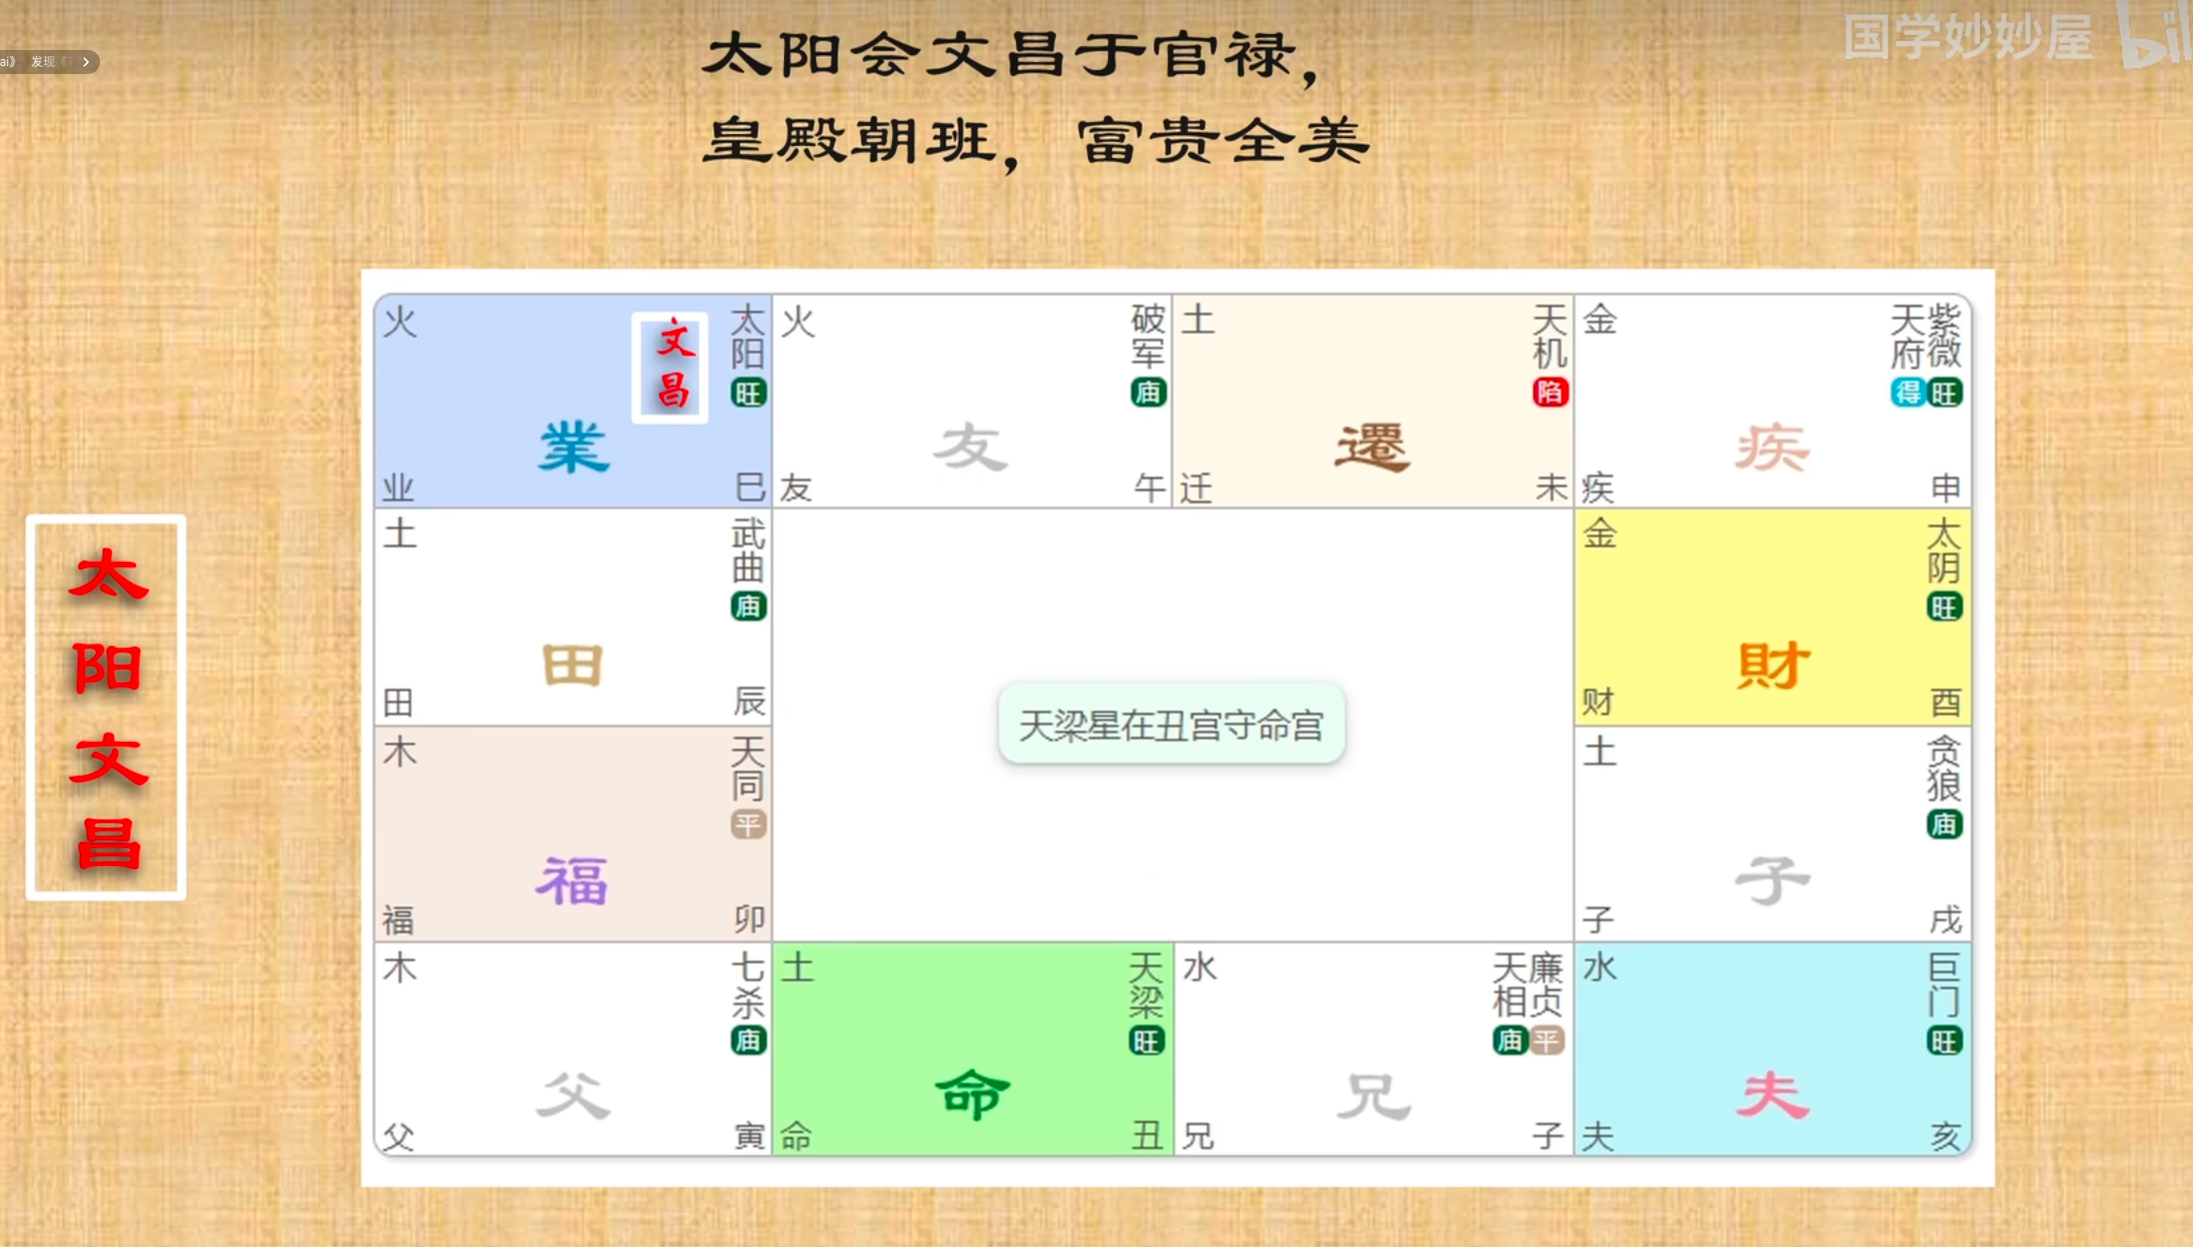 太阳会文昌于官禄，
皇殿朝班，富贵全美
国学妙妙屋 bil
ai》 发现 >
太阳文昌
火
文昌
太阳
旺
業
业
巳
火
破军
庙
友
友
午
土
天机
陷
遷
迁
未
金
天府
紫微
得
旺
疾
疾
申
土
武曲
庙
田
田
辰
金
太阴
旺
財
财
酉
木
天同
平
福
福
卯
天梁星在丑宫守命宫
土
贪狼
庙
子
子
戌
木
七杀
庙
父
父
寅
土
天梁
旺
命
命
丑
水
天相
廉贞
庙
平
兄
兄
子
水
巨门
旺
夫
夫
亥